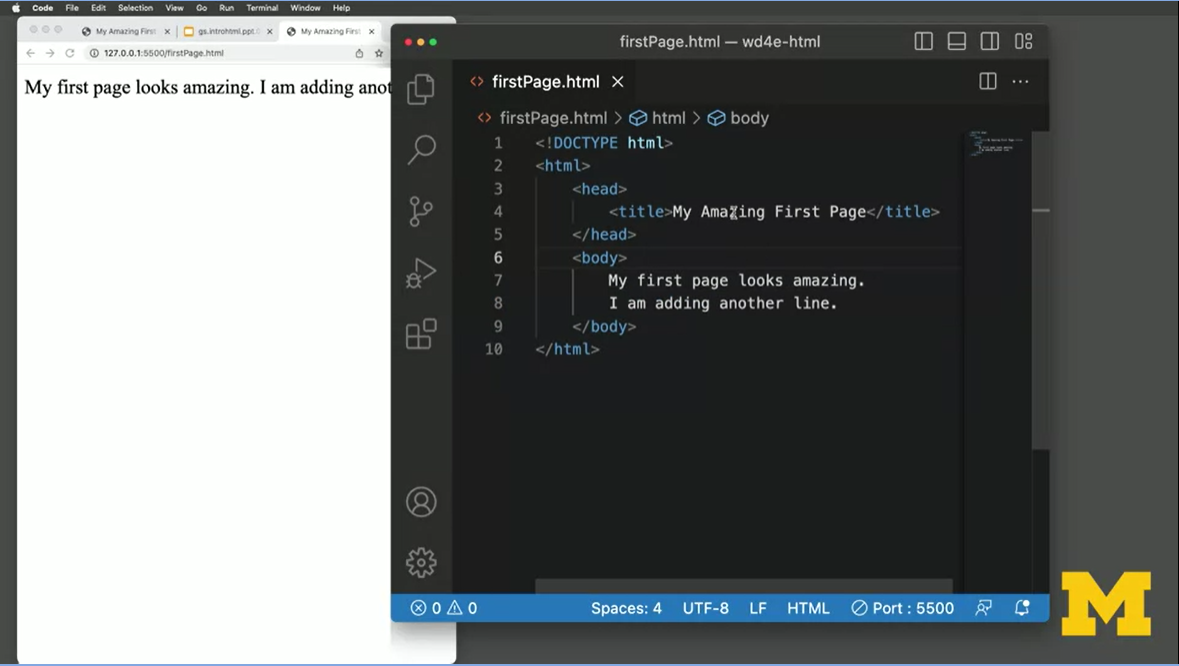 Code File Edit Selection View Go Run Terminal Window Help
My Amazing First
gs.introhtml.ppt.
My Amazing First
127.0.0.1:5500/firstPage.html
My first page looks amazing. I am adding anot
firstPage.html — wd4e-html
firstPage.html
firstPage.html > html > body
1 <!DOCTYPE html>
2 <html>
3 <head>
4 <title>My Amazing First Page</title>
5 </head>
6 <body>
7 My first page looks amazing.
8 I am adding another line.
9 </body>
10 </html>
0 0 Spaces: 4 UTF-8 LF HTML Port : 5500
M